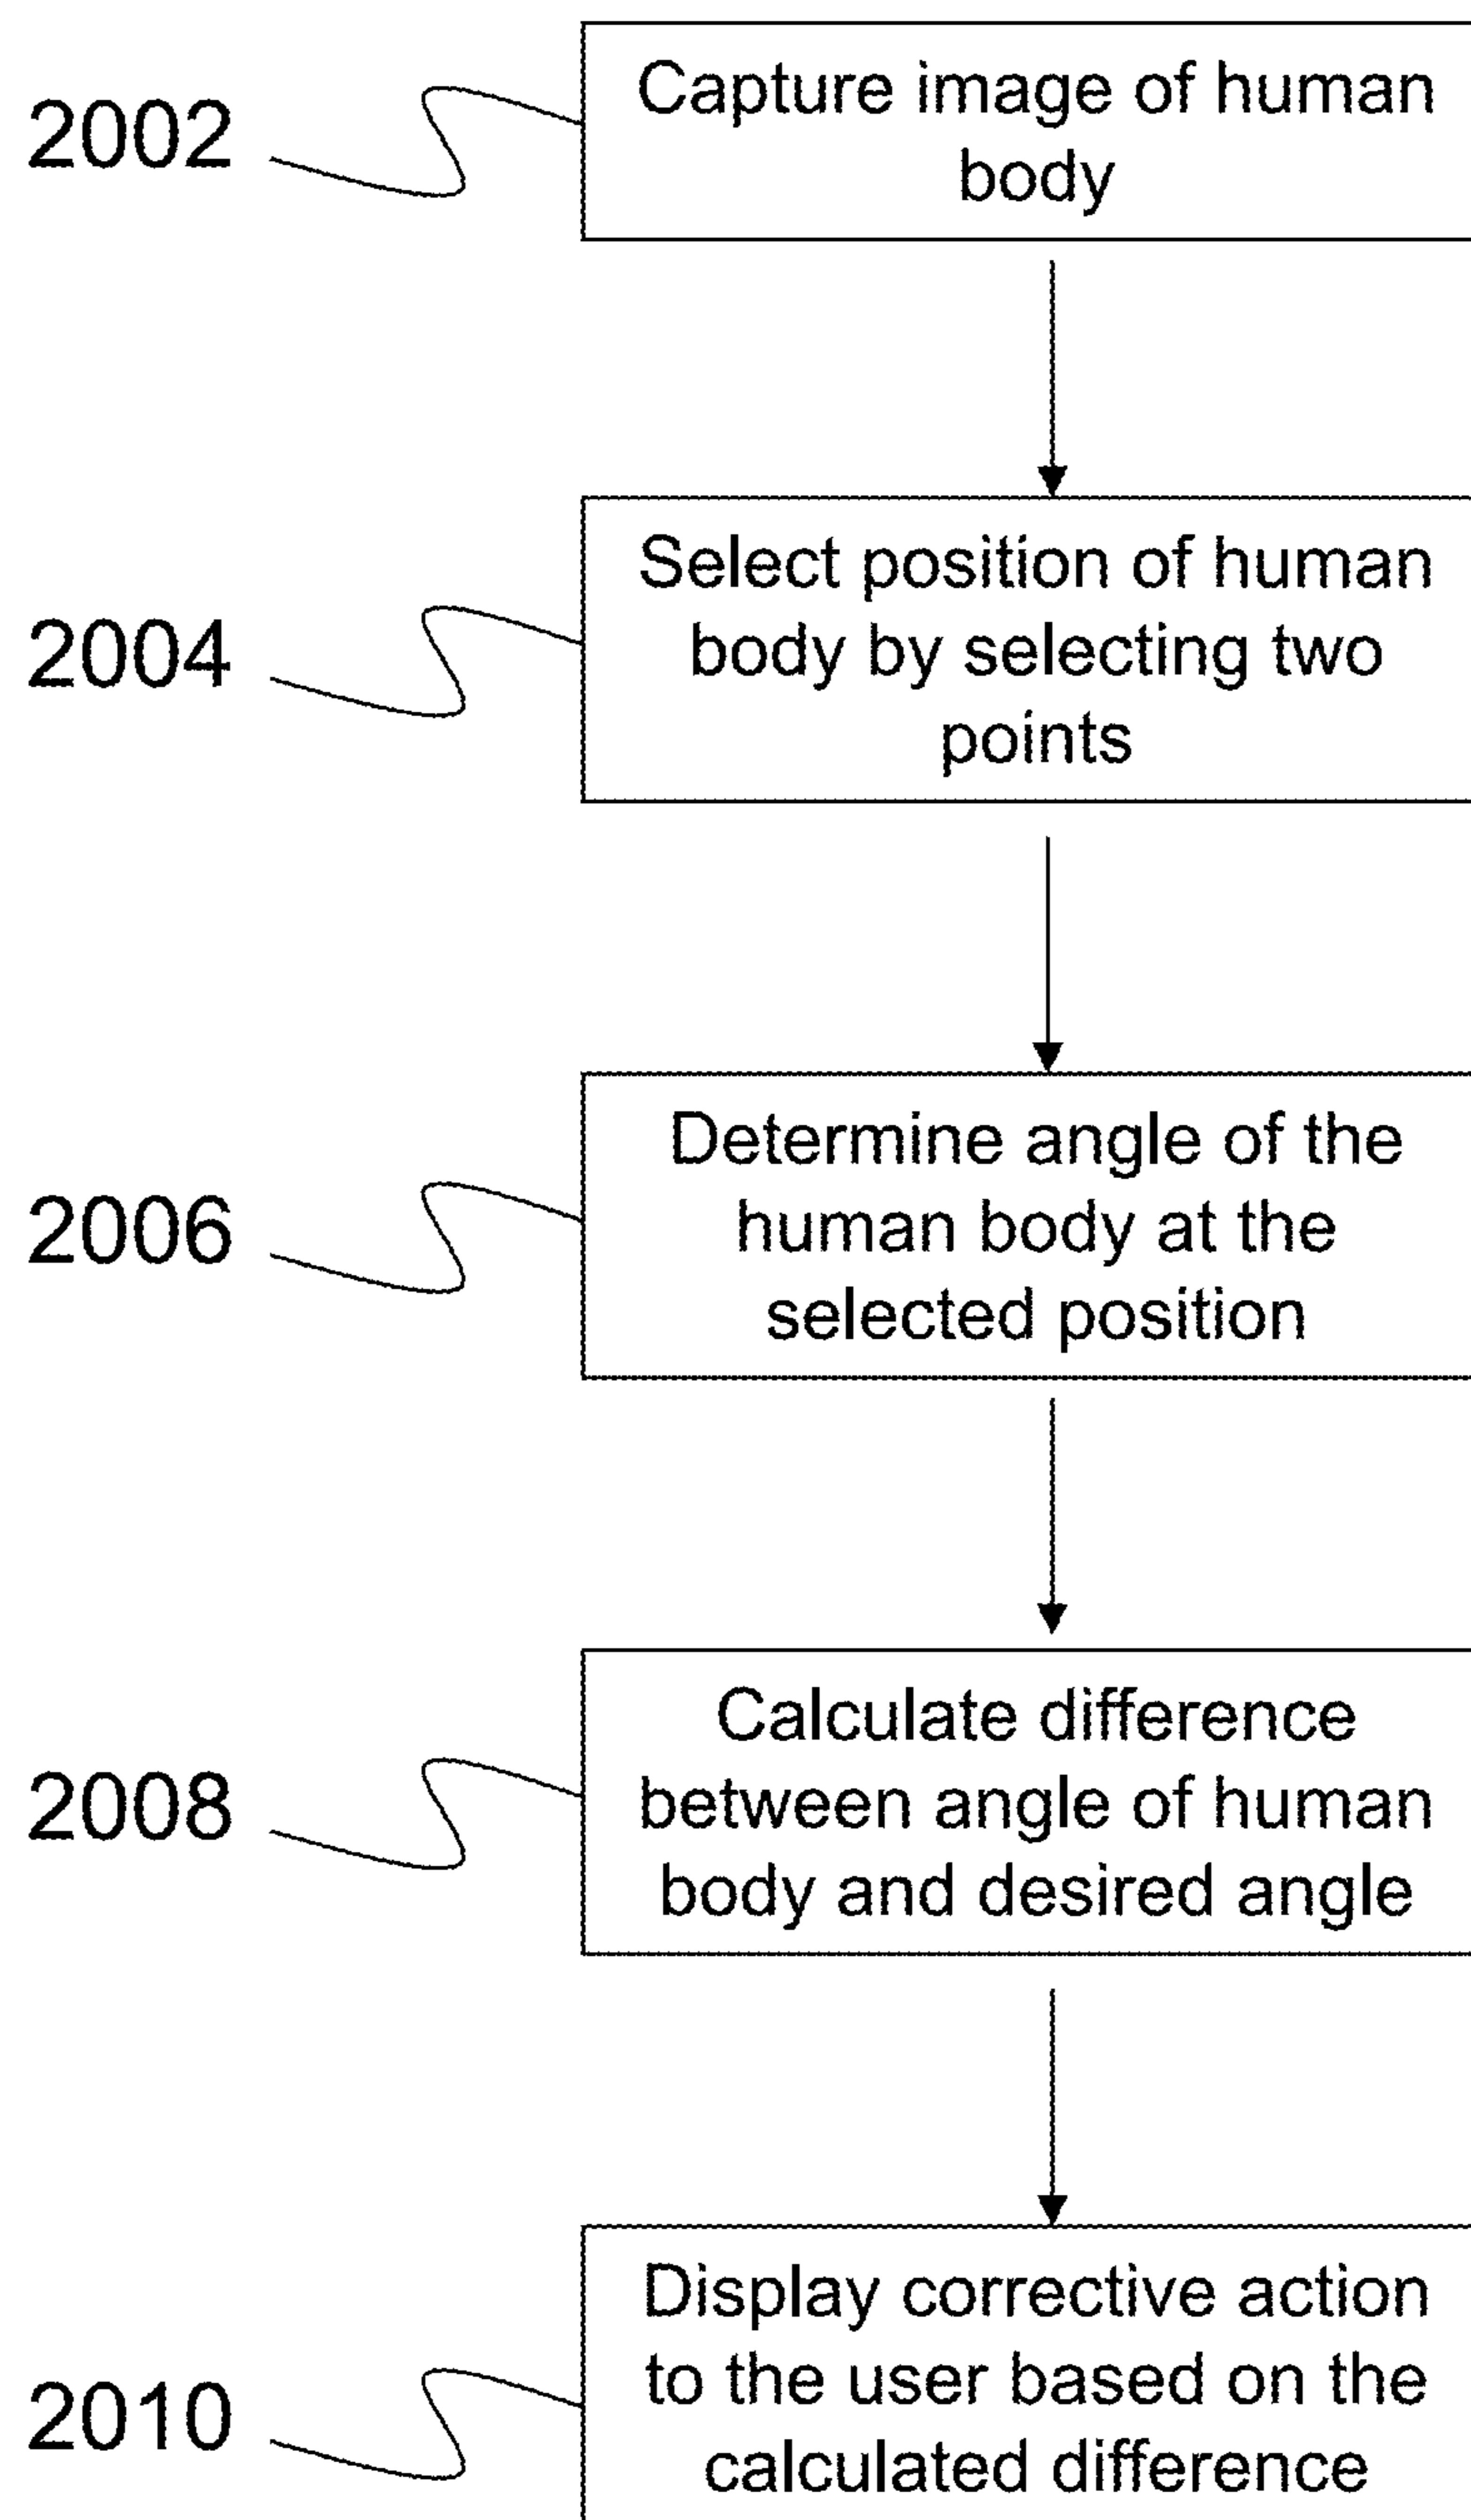 2002
Capture image of human
body
2004
Select position of human
body by selecting two
points
2006
Determine angle of the
human body at the
selected position
2008
Calculate difference
between angle of human
body and desired angle
2010
Display corrective action
to the user based on the
calculated difference